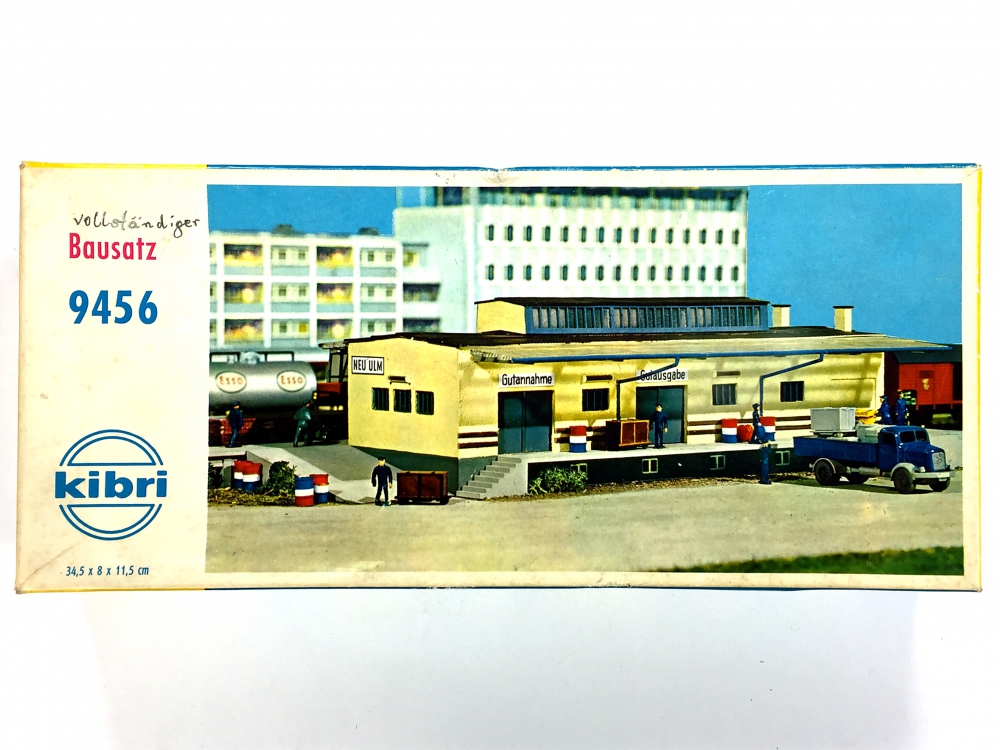 vollständiger
Bausatz
9456
kibri
34,5 x 8 x 11,5 cm
ESSO
ESSO
NEU ULM
Gutannahme
Gutausgabe